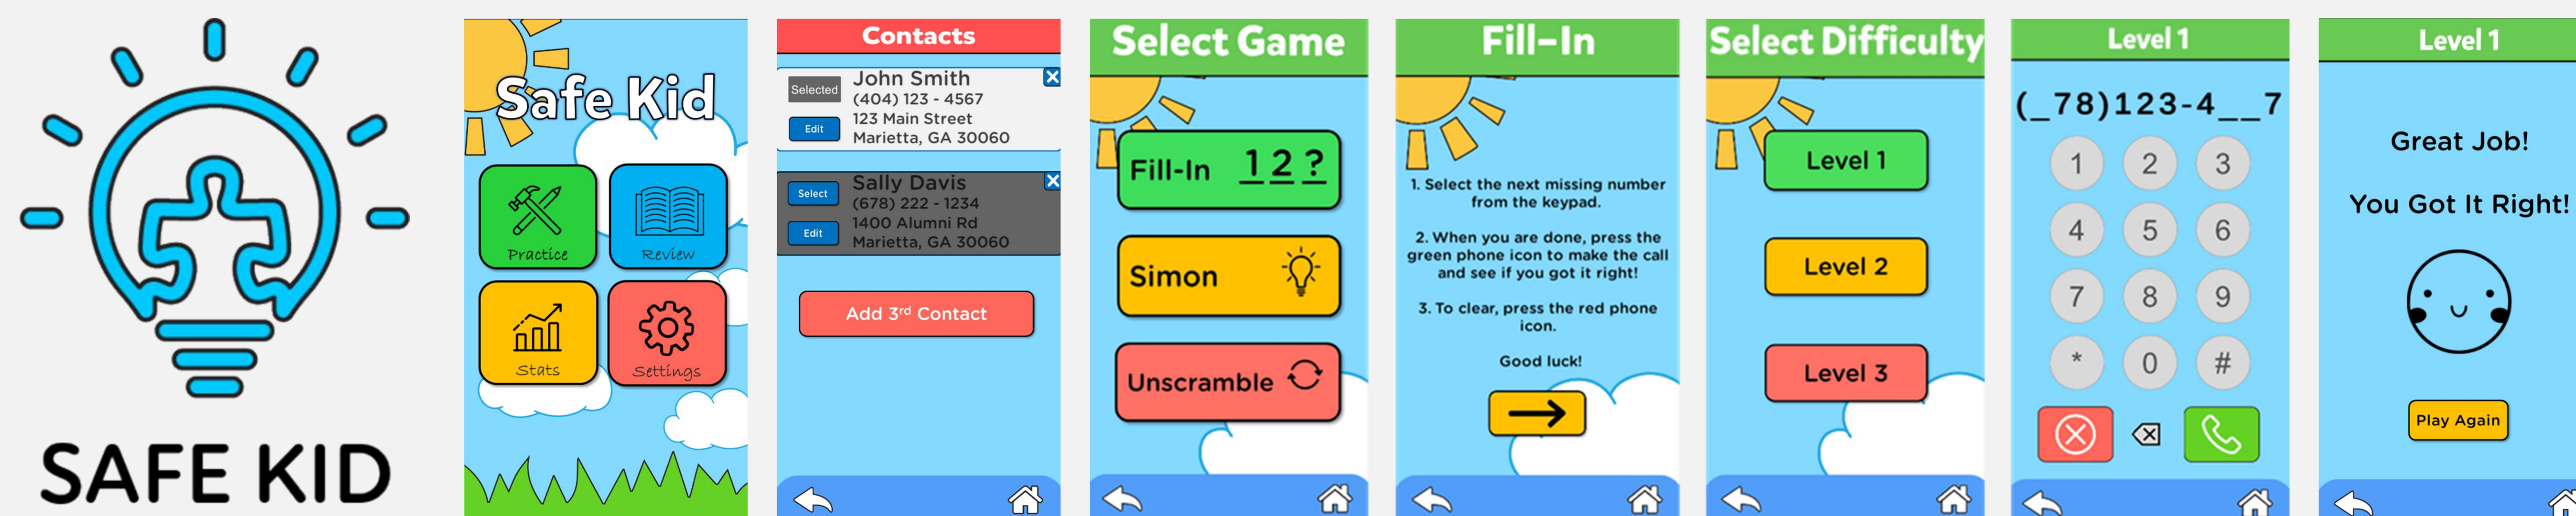 SAFE KID
Safe Kid
Practice
Review
Stats
Settings
Contacts
Selected
John Smith
(404) 123 - 4567
Edit
123 Main Street
Marietta, GA 30060
Select
Sally Davis
(678) 222 - 1234
Edit
1400 Alumni Rd
Marietta, GA 30060
Add 3rd Contact
Select Game
Fill-In 1 2 ?
Simon
Unscramble
Fill-In
1. Select the next missing number
from the keypad.
2. When you are done, press the
green phone icon to make the call
and see if you got it right!
3. To clear, press the red phone
icon.
Good luck!
Select Difficulty
Level 1
Level 2
Level 3
Level 1
(_78)123-4__7
1 2 3
4 5 6
7 8 9
* 0 #
Level 1
Great Job!
You Got It Right!
Play Again